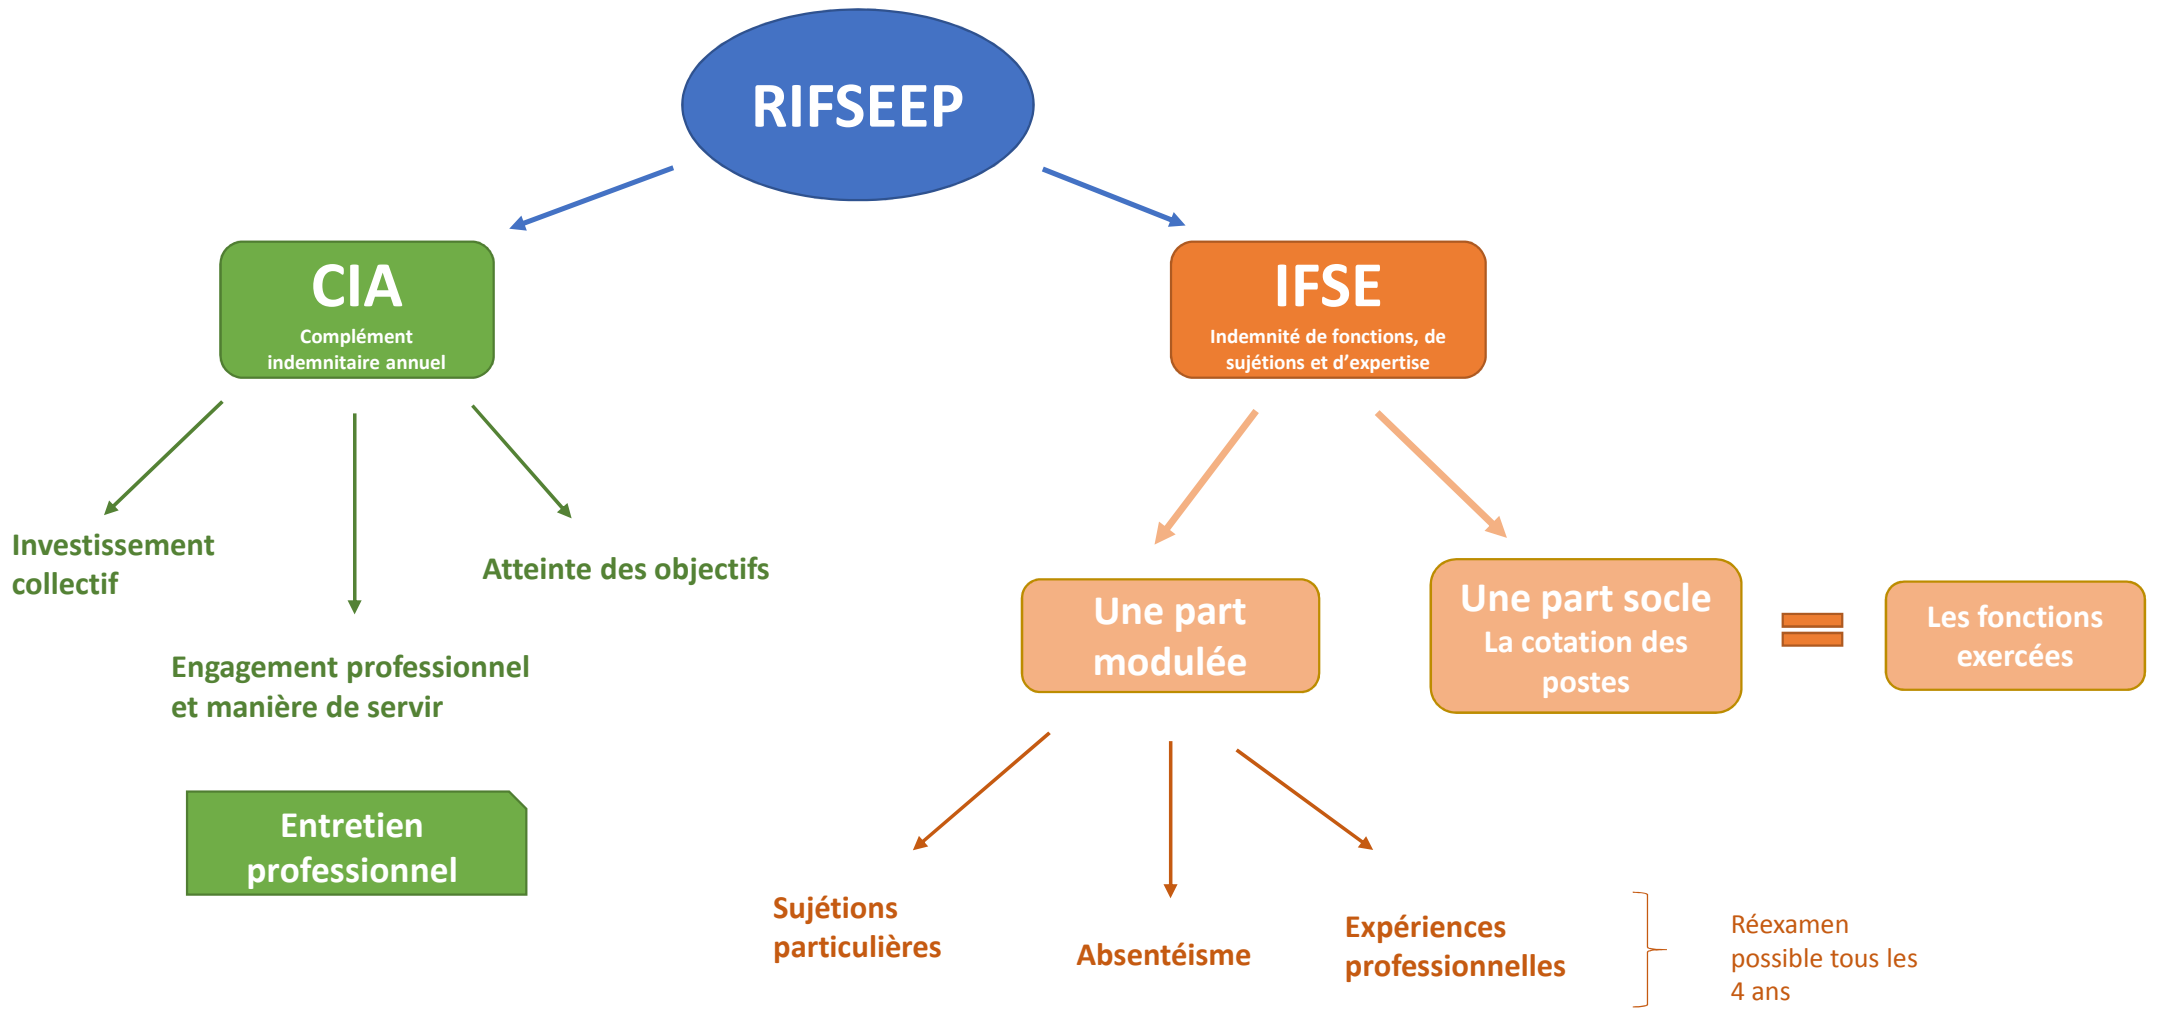 RIFSEEP
CIA
Complément
indemnitaire annuel
IFSE
Indemnité de fonctions, de
sujétions et d’expertise
Investissement
collectif
Atteinte des objectifs
Engagement professionnel
et manière de servir
Entretien
professionnel
Une part
modulée
Une part socle
La cotation des
postes
Les fonctions
exercées
Sujétions
particulières
Absentéisme
Expériences
professionnelles
Réexamen
possible tous les
4 ans